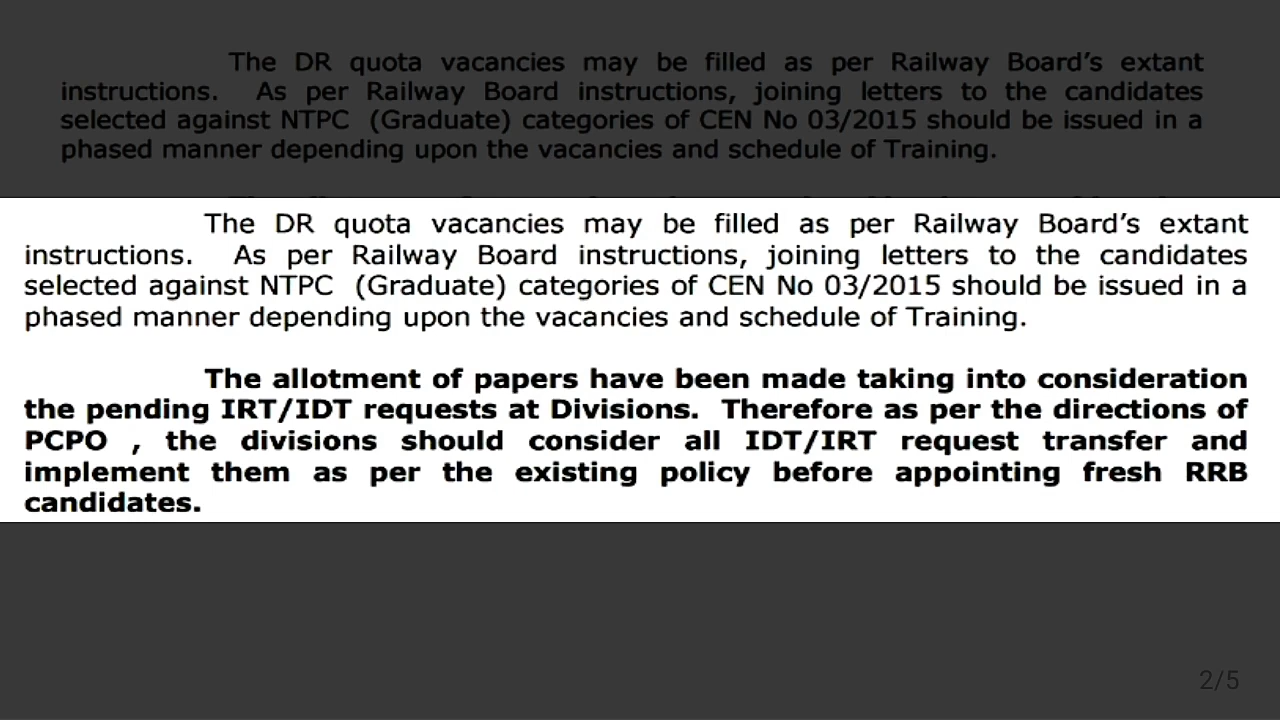 The DR quota vacancies may be filled as per Railway Board's extant
instructions. As per Railway Board instructions, joining letters to the candidates
selected against NTPC (Graduate) categories of CEN No 03/2015 should be issued in a
phased manner depending upon the vacancies and schedule of Training.
The DR quota vacancies may be filled as per Railway Board's extant
instructions. As per Railway Board instructions, joining letters to the candidates
selected against NTPC (Graduate) categories of CEN No 03/2015 should be issued in a
phased manner depending upon the vacancies and schedule of Training.
The allotment of papers have been made taking into consideration
the pending IRT/IDT requests at Divisions. Therefore as per the directions of
PCPO , the divisions should consider all IDT/IRT request transfer and
implement them as per the existing policy before appointing fresh RRB
candidates.
2/5